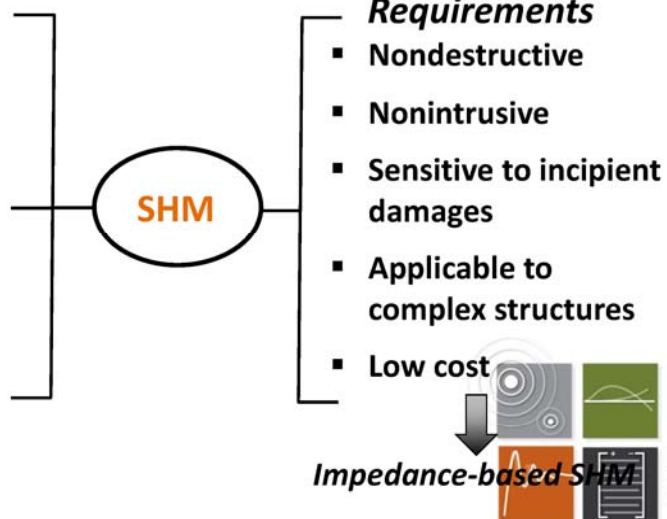 Requirements
▪ Nondestructive
▪ Nonintrusive
SHM
▪ Sensitive to incipient
damages
▪ Applicable to
complex structures
▪ Low cost
Impedance-based SHM